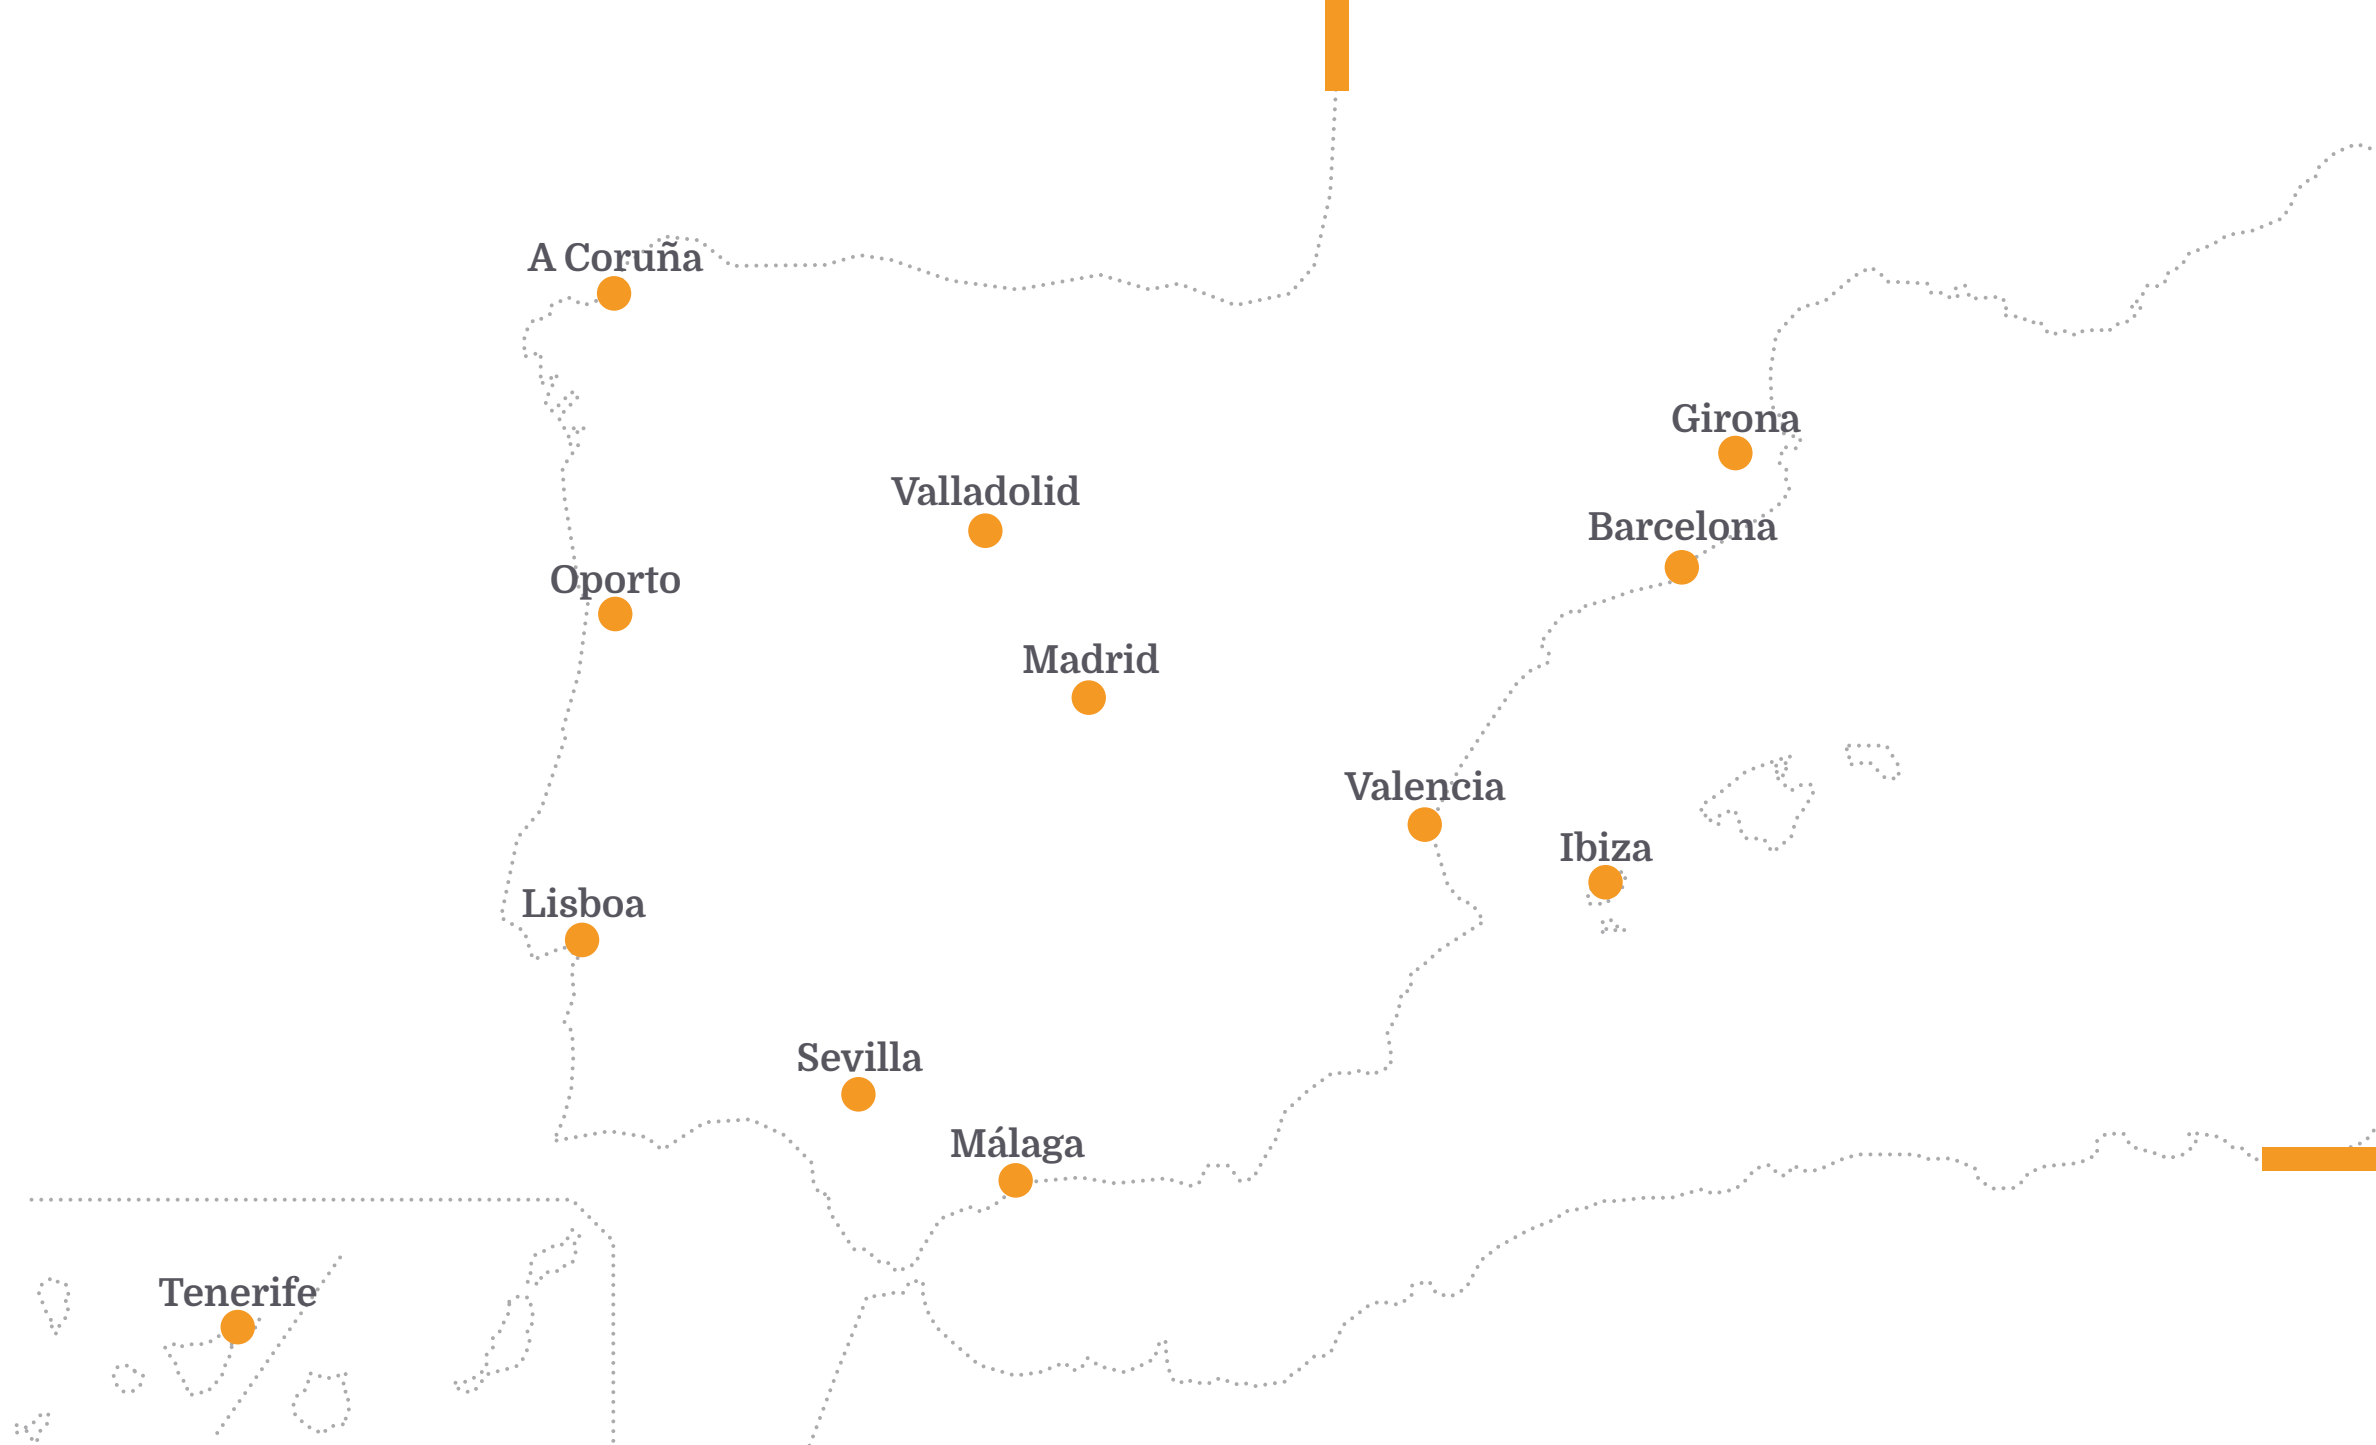 A Coruña
Girona
Valladolid
Barcelona
Oporto
Madrid
Valencia
Ibiza
Lisboa
Sevilla
Málaga
Tenerife